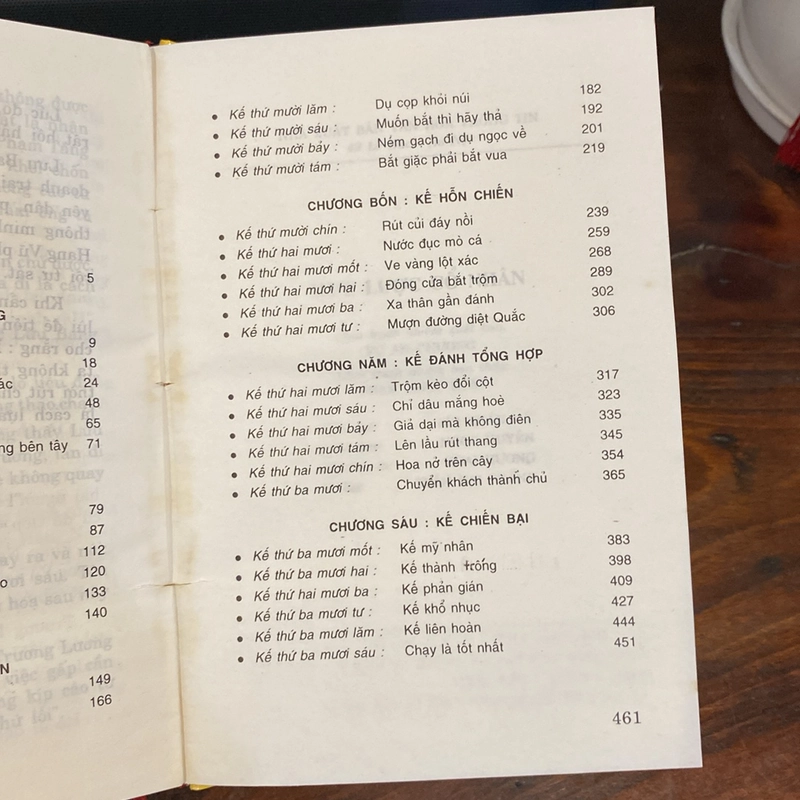 5
9
18
24
48
65
ng bên tây 71
79
87
112
120
133
140
149
166
• Kế thứ mười lăm : Dụ cọp khỏi núi 182
• Kế thứ mười sáu : Muốn bắt thì hãy thả 192
• Kế thứ mười bảy : Ném gạch đi dụ ngọc về 201
• Kế thứ mười tám : Bắt giặc phải bắt vua 219
CHƯƠNG BỐN : KẾ HỖN CHIẾN
• Kế thứ mười chín : Rút củi đáy nồi 239
• Kế thứ hai mươi : Nước đục mò cá 259
• Kế thứ hai mươi mốt : Ve vàng lột xác 268
• Kế thứ hai mươi hai : Đóng cửa bắt trộm 289
• Kế thứ hai mươi ba : Xa thân gần đánh 302
• Kế thứ hai mươi tư : Mượn đường diệt Quắc 306
CHƯƠNG NĂM : KẾ ĐÁNH TỔNG HỢP
• Kế thứ hai mươi lăm : Trộm kèo đổi cột 317
• Kế thứ hai mươi sáu : Chỉ dâu mắng hoè 323
• Kế thứ hai mươi bảy : Giả dại mà không điên 335
• Kế thứ hai mươi tám : Lên lầu rút thang 345
• Kế thứ hai mươi chín : Hoa nở trên cây 354
• Kế thứ ba mươi : Chuyển khách thành chủ 365
CHƯƠNG SÁU : KẾ CHIẾN BẠI
• Kế thứ ba mươi mốt : Kế mỹ nhân 383
• Kế thứ ba mươi hai : Kế thành trống 398
• Kế thứ hai mươi ba : Kế phản gián 409
• Kế thứ ba mươi tư : Kế khổ nhục 427
• Kế thứ ba mươi lăm : Kế liên hoàn 444
• Kế thứ ba mươi sáu : Chạy là tốt nhất 451
461